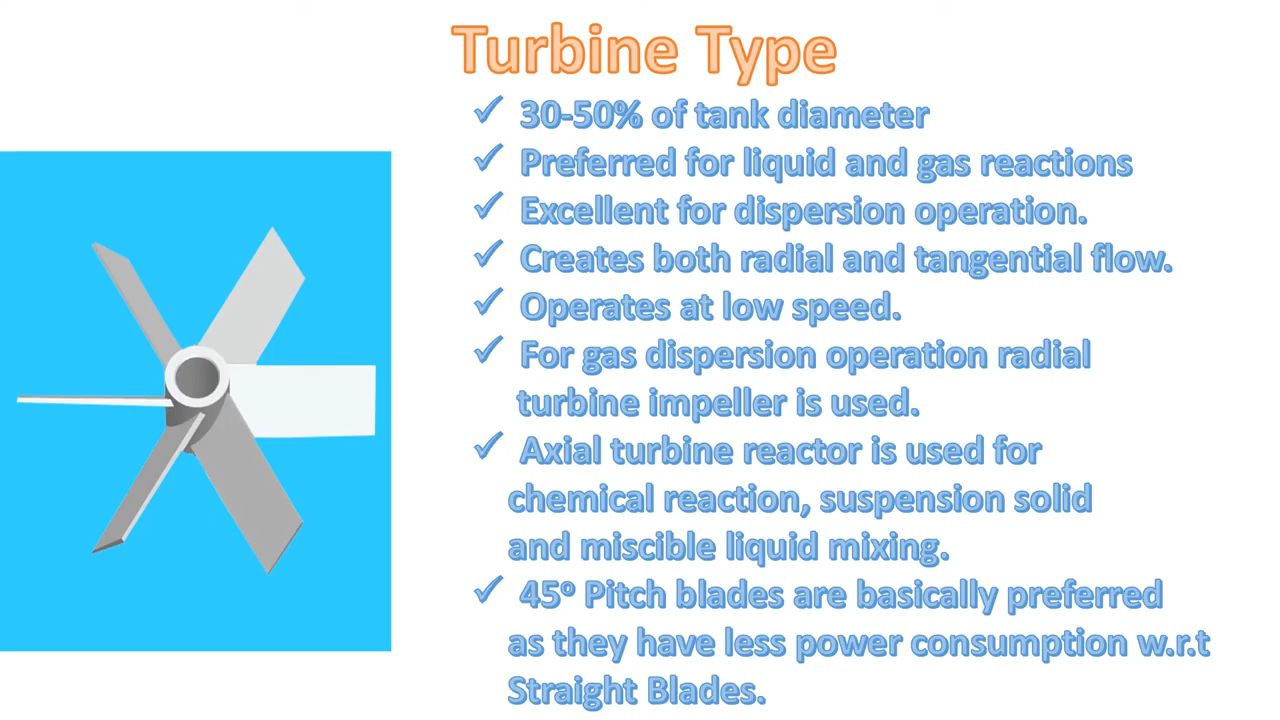 Turbine Type
✓ 30-50% of tank diameter
✓ Preferred for liquid and gas reactions
✓ Excellent for dispersion operation.
✓ Creates both radial and tangential flow.
✓ Operates at low speed.
✓ For gas dispersion operation radial
turbine impeller is used.
✓ Axial turbine reactor is used for
chemical reaction, suspension solid
and miscible liquid mixing.
✓ 45º Pitch blades are basically preferred
as they have less power consumption w.r.t
Straight Blades.